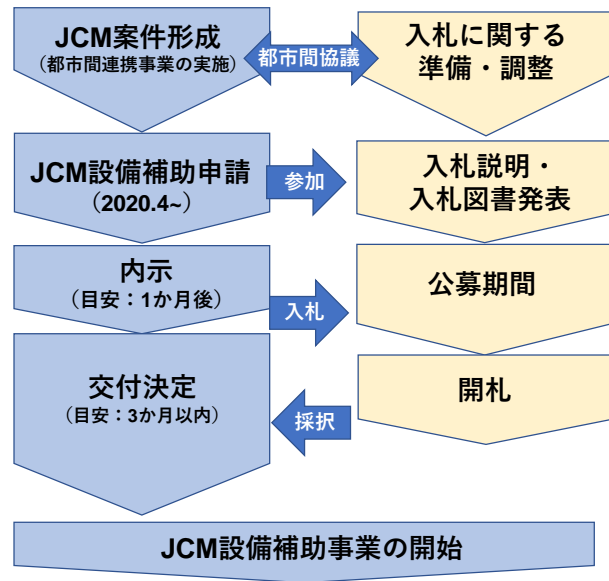 JCM案件形成
（都市間連携事業の実施）
都市間協議
入札に関する
準備・調整
JCM設備補助申請
（2020.4~）
参加
入札説明・
入札図書発表
内示
（目安：1か月後）
入札
公募期間
交付決定
（目安：3か月以内）
採択
開札
JCM設備補助事業の開始